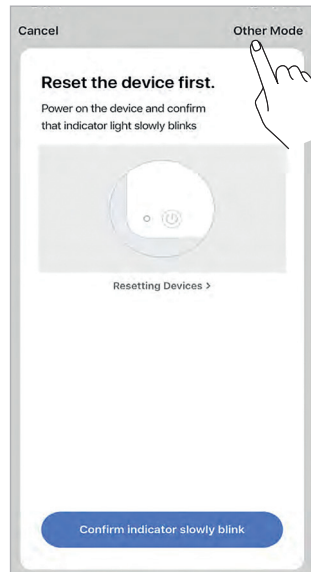 Cancel
Other Mode
Reset the device first.
Power on the device and confirm
that indicator light slowly blinks
Resetting Devices >
Confirm indicator slowly blink